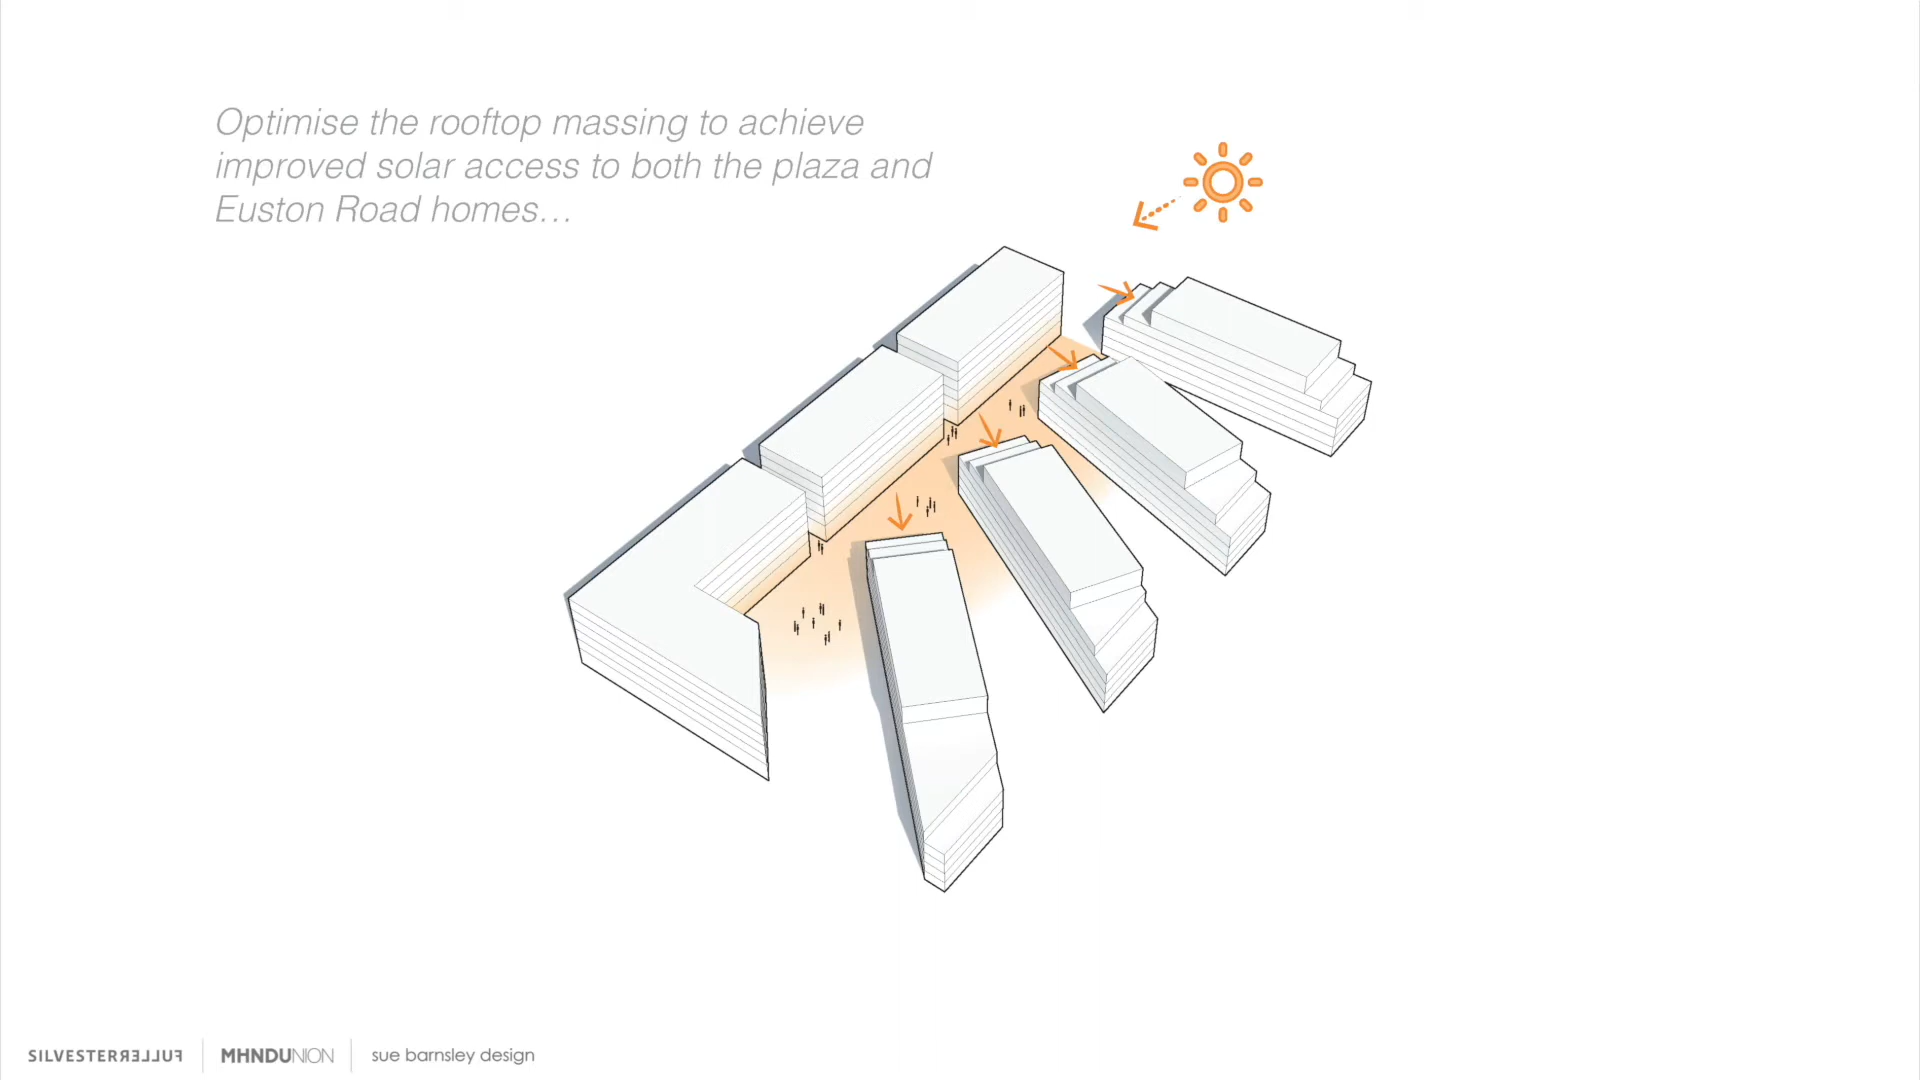 Optimise the rooftop massing to achieve
improved solar access to both the plaza and
Euston Road homes…
SILVESTERFULLER
MHNDUNION
sue barnsley design